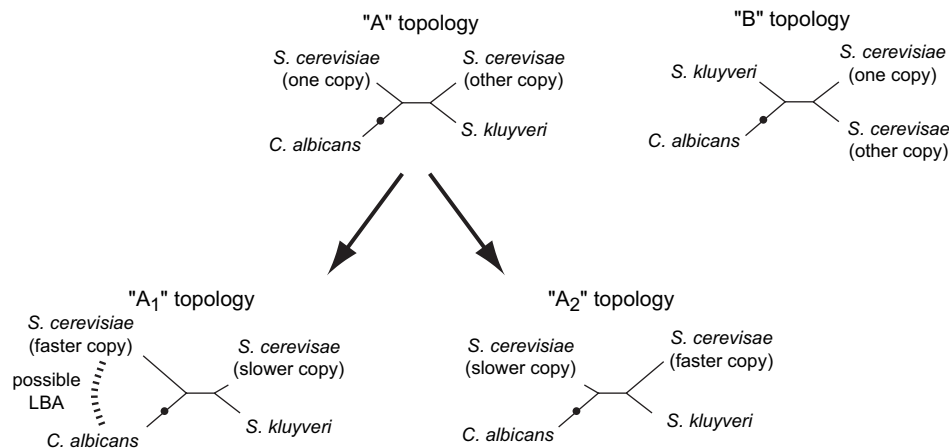 "A" topology
S. cerevisiae
(one copy)
S. cerevisae
(other copy)
C. albicans
S. kluyveri
"B" topology
S. kluyveri
S. cerevisae
(one copy)
C. albicans
S. cerevisae
(other copy)
"A1" topology
S. cerevisiae
(faster copy)
S. cerevisae
(slower copy)
possible
LBA
C. albicans
S. kluyveri
"A2" topology
S. cerevisiae
(slower copy)
S. cerevisae
(faster copy)
C. albicans
S. kluyveri